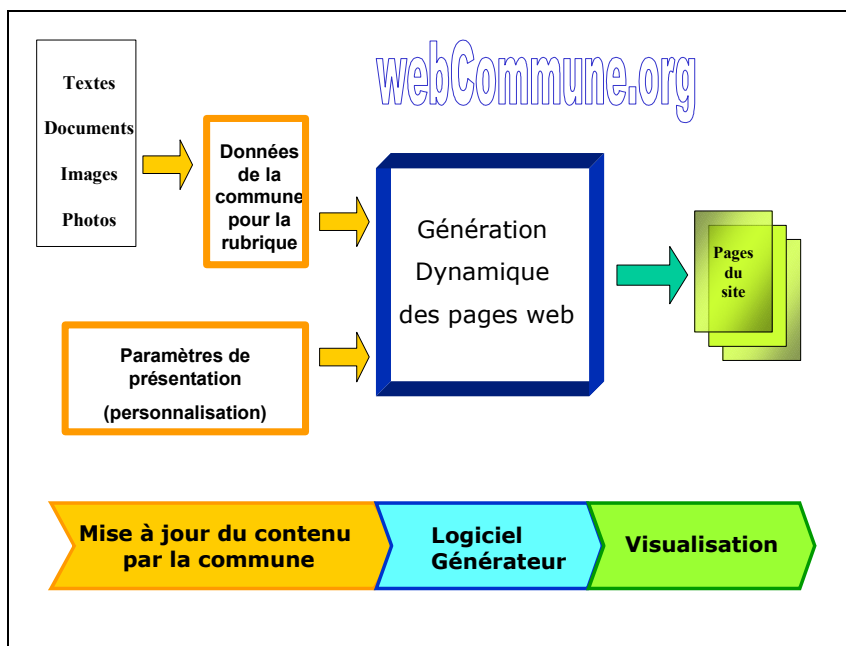 webCommune.org
Textes
Documents
Images
Photos
Données
de la
commune
pour la
rubrique
Génération
Dynamique
des pages web
Pages
du
site
Paramètres de
présentation
(personnalisation)
Mise à jour du contenu
par la commune
Logiciel
Générateur
Visualisation